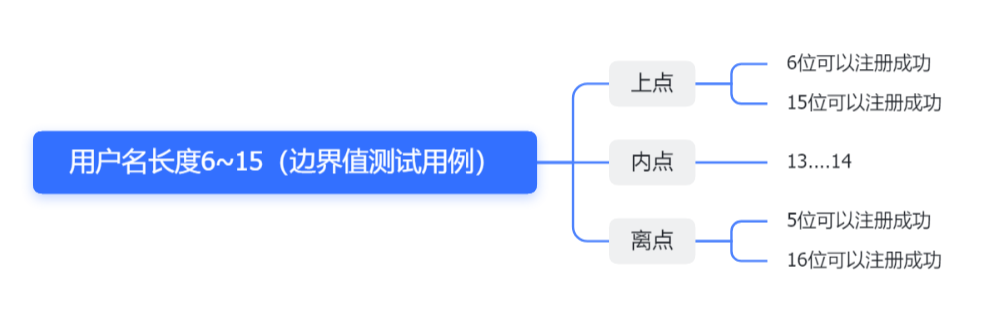 用户名长度6~15（边界值测试用例）
上点
6位可以注册成功
15位可以注册成功
内点
13....14
离点
5位可以注册成功
16位可以注册成功